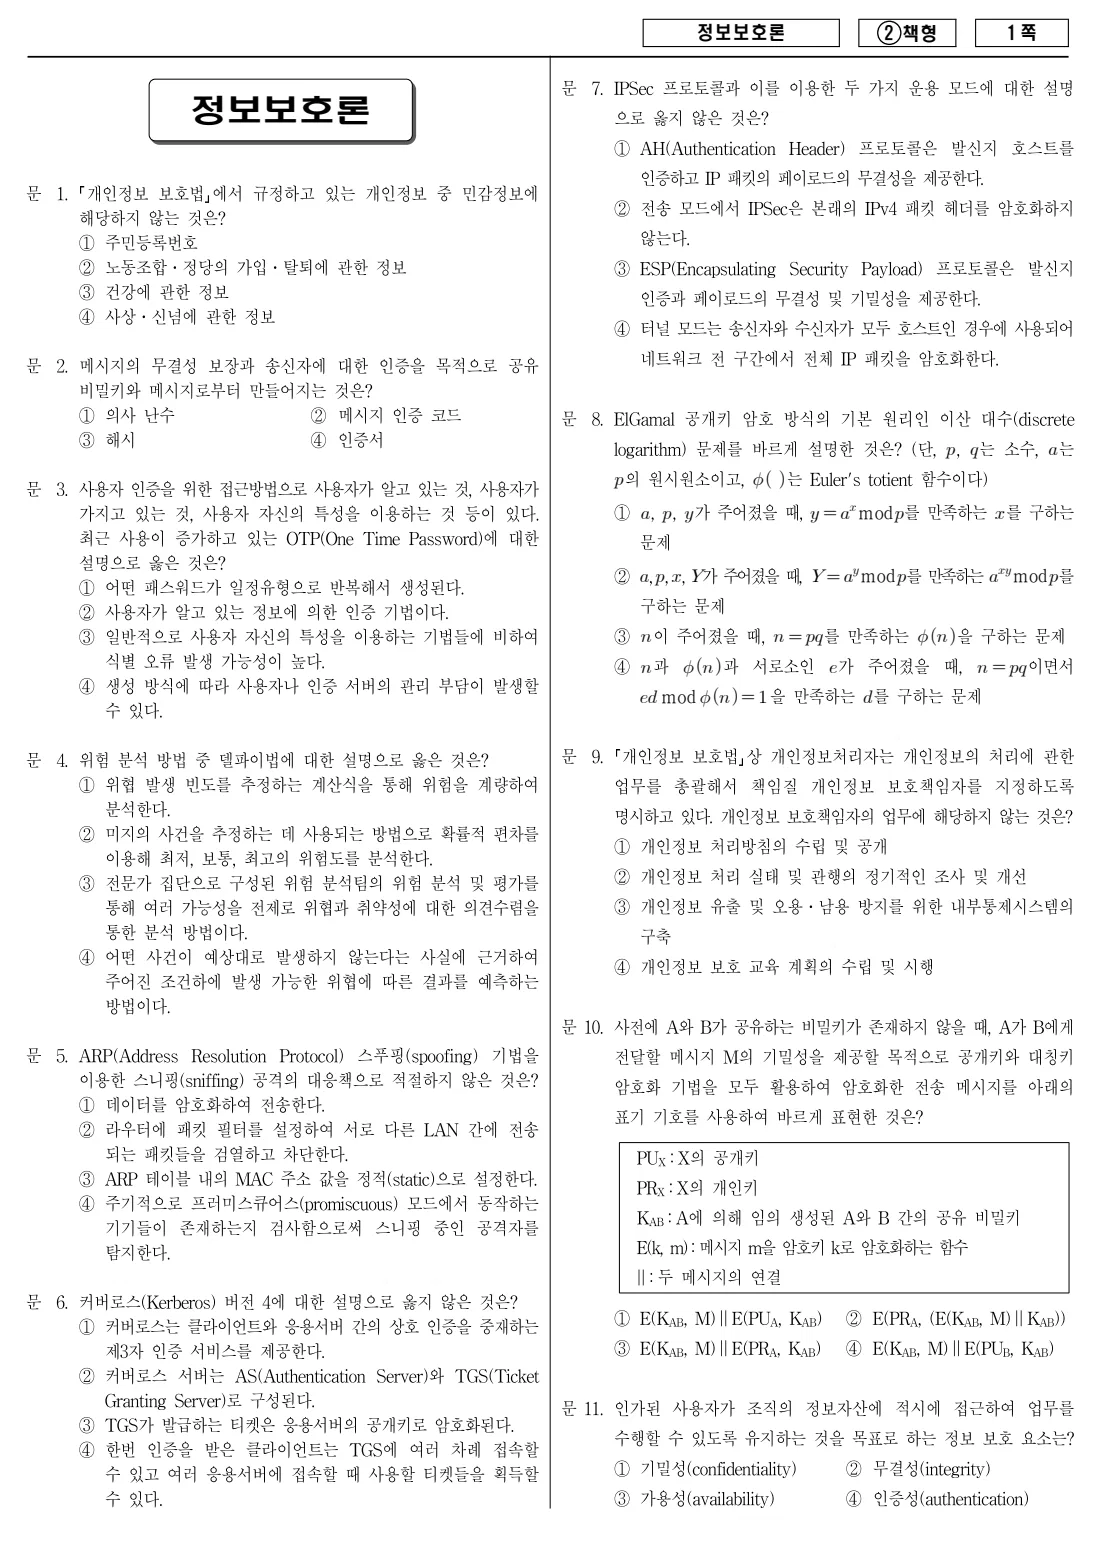 정보보호론
②책형
1 쪽
정보보호론
문 1. 「개인정보 보호법」에서 규정하고 있는 개인정보 중 민감정보에
해당하지 않는 것은?
① 주민등록번호
② 노동조합･정당의 가입･탈퇴에 관한 정보
③ 건강에 관한 정보
④ 사상･신념에 관한 정보
문 2. 메시지의 무결성 보장과 송신자에 대한 인증을 목적으로 공유
비밀키와 메시지로부터 만들어지는 것은?
① 의사 난수 ② 메시지 인증 코드
③ 해시 ④ 인증서
문 3. 사용자 인증을 위한 접근방법으로 사용자가 알고 있는 것, 사용자가
가지고 있는 것, 사용자 자신의 특성을 이용하는 것 등이 있다.
최근 사용이 증가하고 있는 OTP(One Time Password)에 대한
설명으로 옳은 것은?
① 어떤 패스워드가 일정유형으로 반복해서 생성된다.
② 사용자가 알고 있는 정보에 의한 인증 기법이다.
③ 일반적으로 사용자 자신의 특성을 이용하는 기법들에 비하여
식별 오류 발생 가능성이 높다.
④ 생성 방식에 따라 사용자나 인증 서버의 관리 부담이 발생할
수 있다.
문 4. 위험 분석 방법 중 델파이법에 대한 설명으로 옳은 것은?
① 위협 발생 빈도를 추정하는 계산식을 통해 위험을 계량하여
분석한다.
② 미지의 사건을 추정하는 데 사용되는 방법으로 확률적 편차를
이용해 최저, 보통, 최고의 위험도를 분석한다.
③ 전문가 집단으로 구성된 위험 분석팀의 위험 분석 및 평가를
통해 여러 가능성을 전제로 위협과 취약성에 대한 의견수렴을
통한 분석 방법이다.
④ 어떤 사건이 예상대로 발생하지 않는다는 사실에 근거하여
주어진 조건하에 발생 가능한 위협에 따른 결과를 예측하는
방법이다.
문 5. ARP(Address Resolution Protocol) 스푸핑(spoofing) 기법을
이용한 스니핑(sniffing) 공격의 대응책으로 적절하지 않은 것은?
① 데이터를 암호화하여 전송한다.
② 라우터에 패킷 필터를 설정하여 서로 다른 LAN 간에 전송
되는 패킷들을 검열하고 차단한다.
③ ARP 테이블 내의 MAC 주소 값을 정적(static)으로 설정한다.
④ 주기적으로 프러미스큐어스(promiscuous) 모드에서 동작하는
기기들이 존재하는지 검사함으로써 스니핑 중인 공격자를
탐지한다.
문 6. 커버로스(Kerberos) 버전 4에 대한 설명으로 옳지 않은 것은?
① 커버로스는 클라이언트와 응용서버 간의 상호 인증을 중재하는
제3자 인증 서비스를 제공한다.
② 커버로스 서버는 AS(Authentication Server)와 TGS(Ticket
Granting Server)로 구성된다.
③ TGS가 발급하는 티켓은 응용서버의 공개키로 암호화된다.
④ 한번 인증을 받은 클라이언트는 TGS에 여러 차례 접속할
수 있고 여러 응용서버에 접속할 때 사용할 티켓들을 획득할
수 있다.
문 7. IPSec 프로토콜과 이를 이용한 두 가지 운용 모드에 대한 설명
으로 옳지 않은 것은?
① AH(Authentication Header) 프로토콜은 발신지 호스트를
인증하고 IP 패킷의 페이로드의 무결성을 제공한다.
② 전송 모드에서 IPSec은 본래의 IPv4 패킷 헤더를 암호화하지
않는다.
③ ESP(Encapsulating Security Payload) 프로토콜은 발신지
인증과 페이로드의 무결성 및 기밀성을 제공한다.
④ 터널 모드는 송신자와 수신자가 모두 호스트인 경우에 사용되어
네트워크 전 구간에서 전체 IP 패킷을 암호화한다.
문 8. ElGamal 공개키 암호 방식의 기본 원리인 이산 대수(discrete
logarithm) 문제를 바르게 설명한 것은? (단, p, q는 소수, a는
p의 원시원소이고, ϕ( )는 Euler's totient 함수이다)
① a, p, y가 주어졌을 때, y = a^x mod p를 만족하는 x를 구하는
문제
② a, p, x, Y가 주어졌을 때, Y = a^y mod p를 만족하는 a^xy mod p를
구하는 문제
③ n이 주어졌을 때, n = pq를 만족하는 ϕ(n)을 구하는 문제
④ n과 ϕ(n)과 서로소인 e가 주어졌을 때, n = pq이면서
ed mod ϕ(n) = 1을 만족하는 d를 구하는 문제
문 9. 「개인정보 보호법」상 개인정보처리자는 개인정보의 처리에 관한
업무를 총괄해서 책임질 개인정보 보호책임자를 지정하도록
명시하고 있다. 개인정보 보호책임자의 업무에 해당하지 않는 것은?
① 개인정보 처리방침의 수립 및 공개
② 개인정보 처리 실태 및 관행의 정기적인 조사 및 개선
③ 개인정보 유출 및 오용･남용 방지를 위한 내부통제시스템의
구축
④ 개인정보 보호 교육 계획의 수립 및 시행
문 10. 사전에 A와 B가 공유하는 비밀키가 존재하지 않을 때, A가 B에게
전달할 메시지 M의 기밀성을 제공할 목적으로 공개키와 대칭키
암호화 기법을 모두 활용하여 암호화한 전송 메시지를 아래의
표기 기호를 사용하여 바르게 표현한 것은?
PU_X : X의 공개키
PR_X : X의 개인키
K_AB : A에 의해 임의 생성된 A와 B 간의 공유 비밀키
E(k, m) : 메시지 m을 암호키 k로 암호화하는 함수
|| : 두 메시지의 연결
① E(K_AB, M) || E(PU_A, K_AB) ② E(PR_A, (E(K_AB, M) || K_AB))
③ E(K_AB, M) || E(PR_A, K_AB) ④ E(K_AB, M) || E(PU_B, K_AB)
문 11. 인가된 사용자가 조직의 정보자산에 적시에 접근하여 업무를
수행할 수 있도록 유지하는 것을 목표로 하는 정보 보호 요소는?
① 기밀성(confidentiality) ② 무결성(integrity)
③ 가용성(availability) ④ 인증성(authentication)